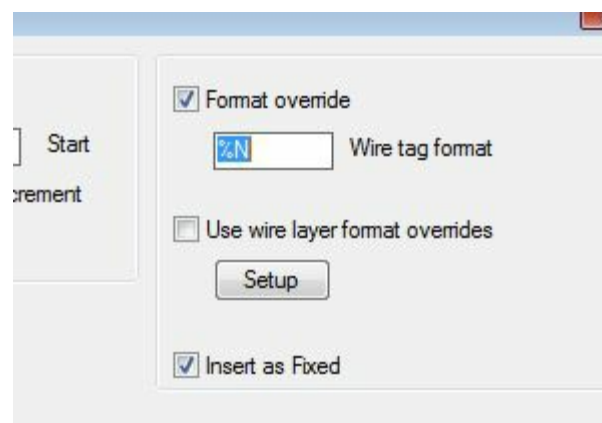 Format override
Start
%N
Wire tag format
crement
Use wire layer format overrides
Setup
Insert as Fixed